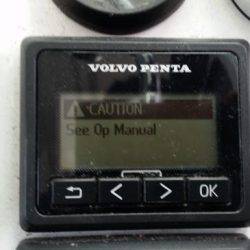 VOLVO PENTA
CAUTION
See Op Manual
OK